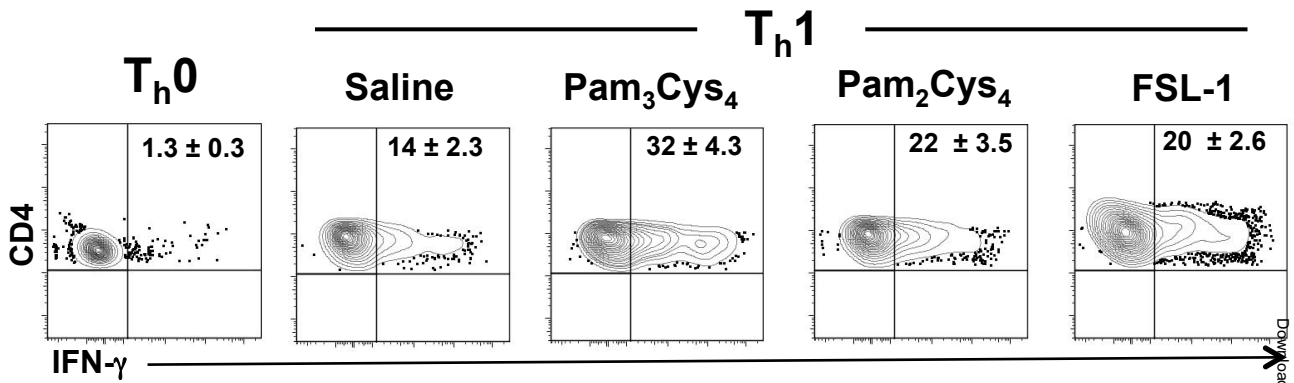 Tₕ1
Tₕ0
Saline
Pam₃Cys₄
Pam₂Cys₄
FSL-1
1.3 ± 0.3
14 ± 2.3
32 ± 4.3
22 ± 3.5
20 ± 2.6
CD4
IFN-γ
Download